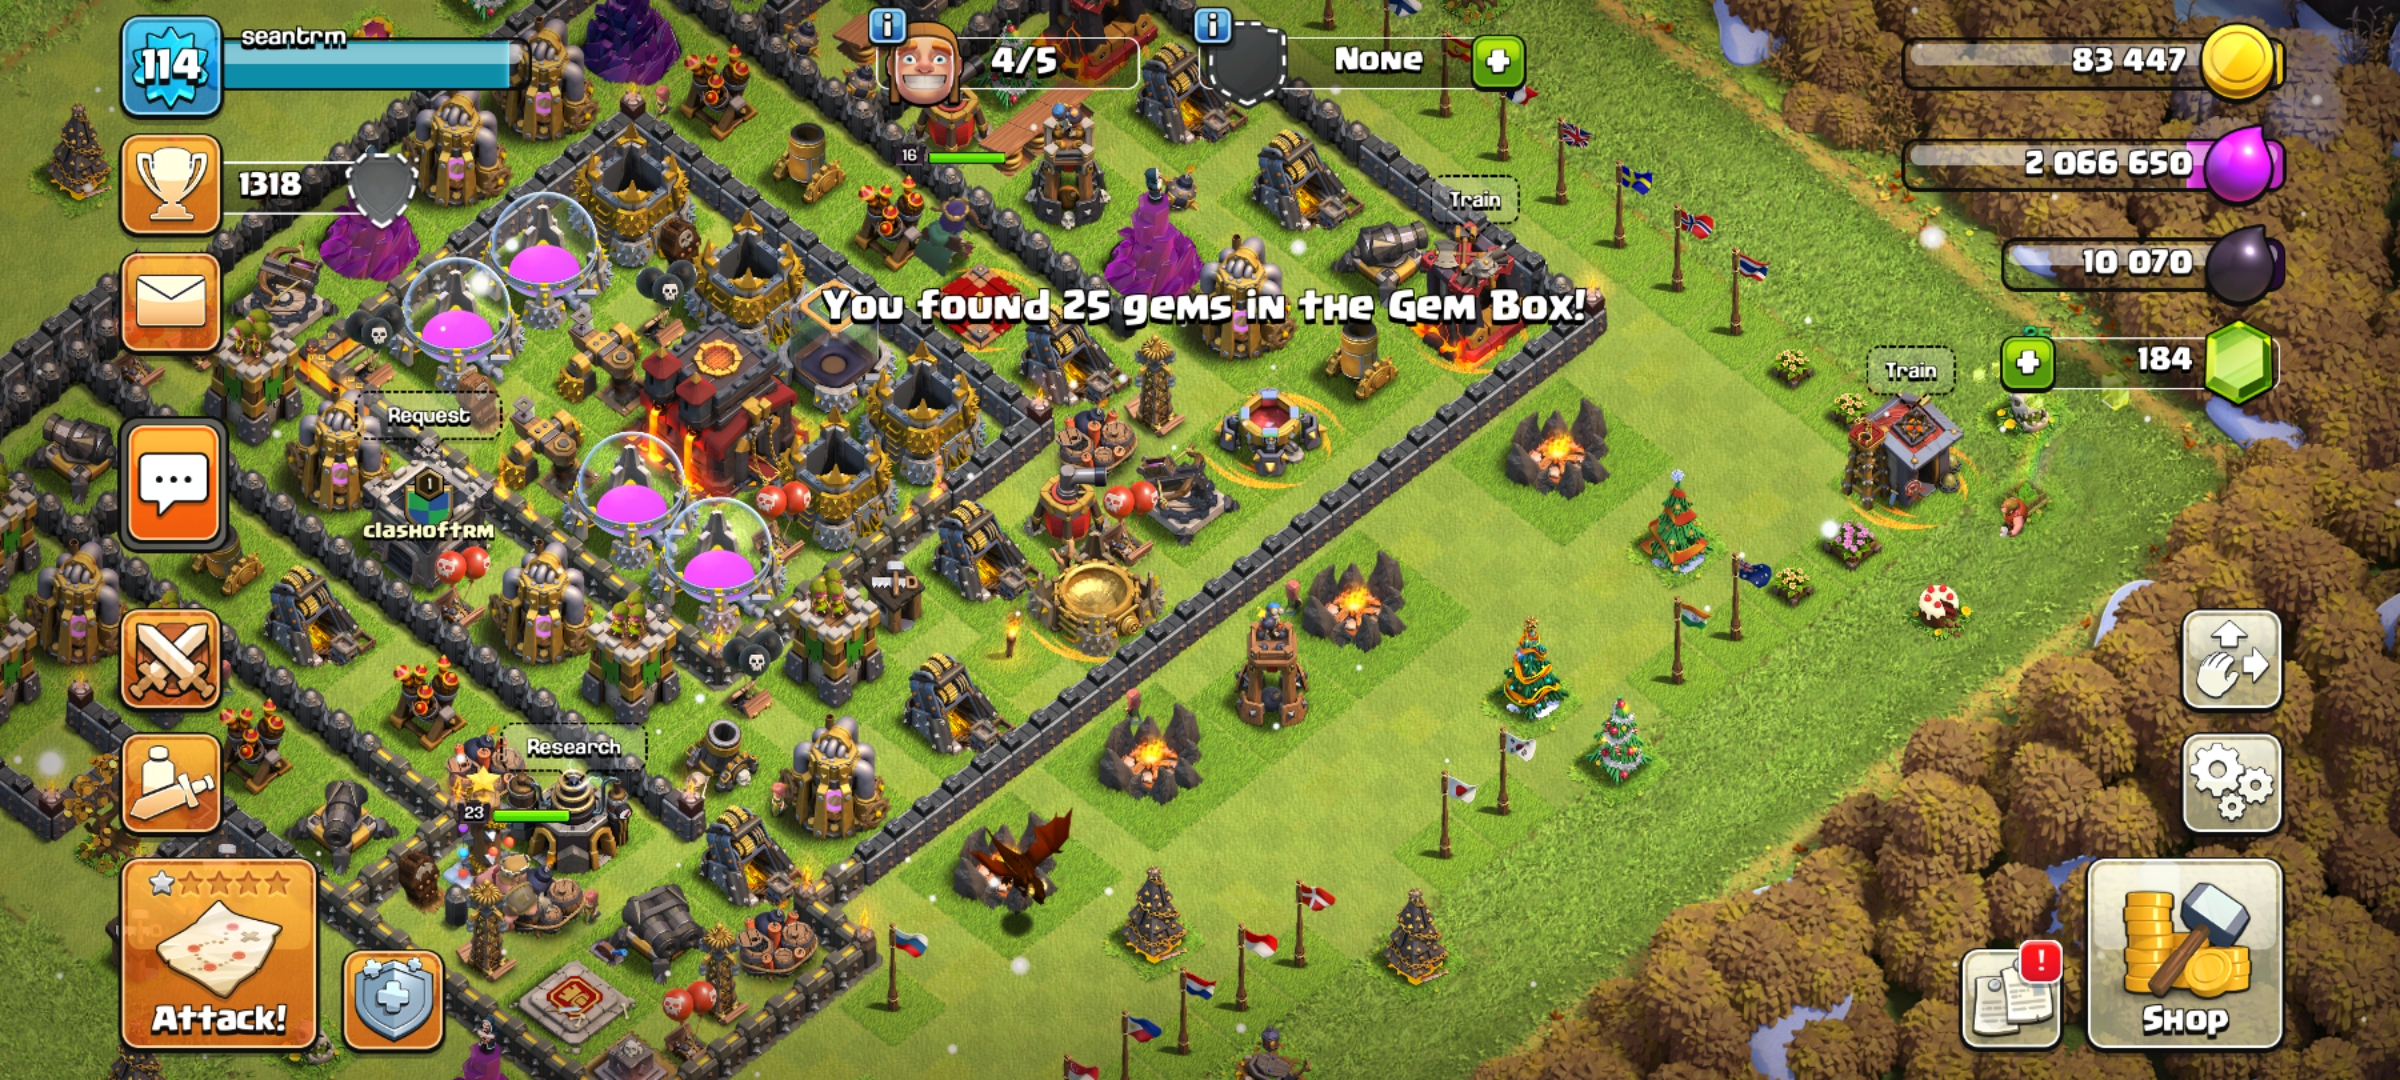 seantrm
114
4/5
None
83 447
1318
2 066 650
16
Train
10 070
You found 25 gems in the Gem Box!
184
Train
Request
1
clashoftrm
Research
23
Attack!
!
Shop